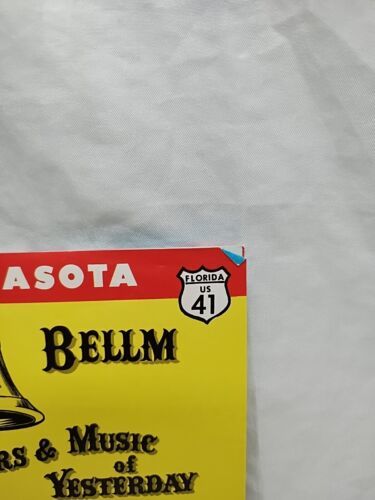 ASOTA
FLORIDA
US
41
BELLM
RS & MUSIC
of
YESTERDAY